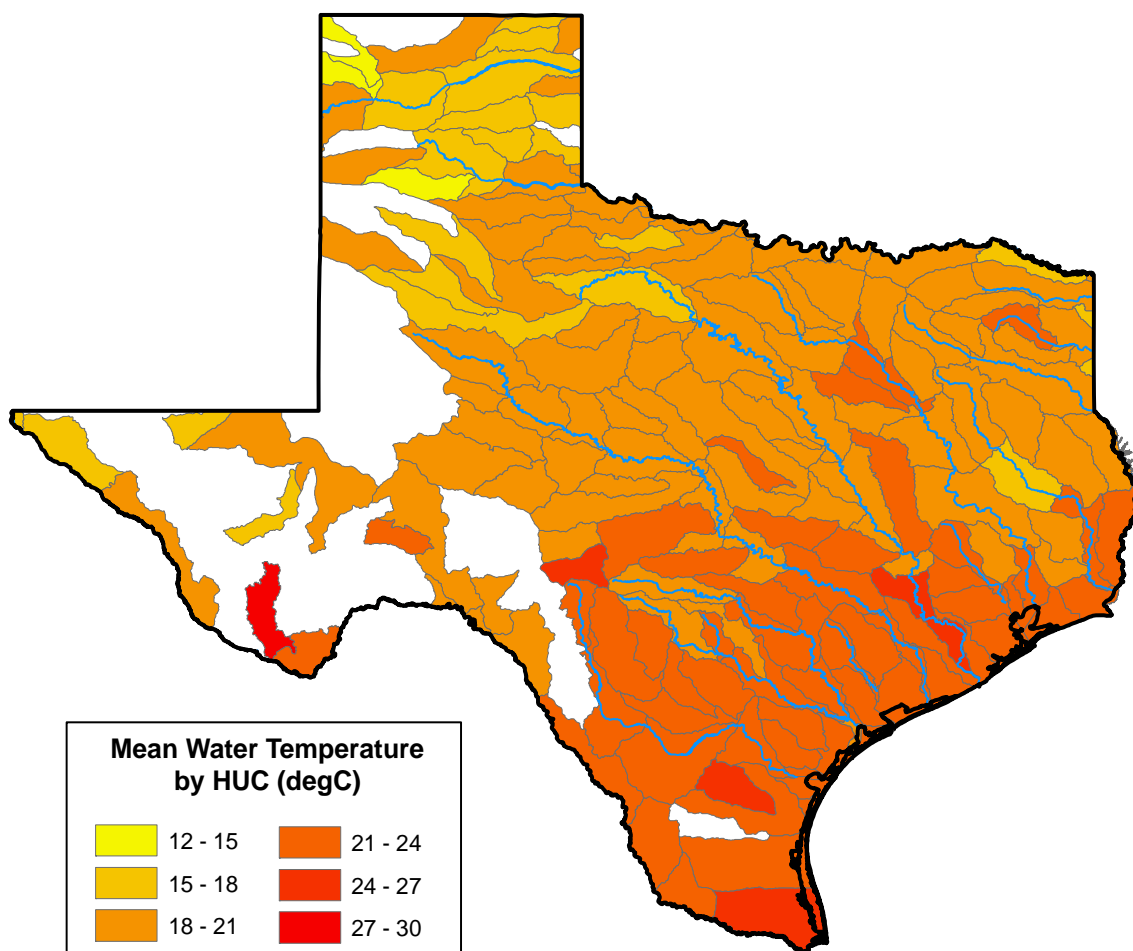 Mean Water Temperature
by HUC (degC)
12 - 15
21 - 24
15 - 18
24 - 27
18 - 21
27 - 30